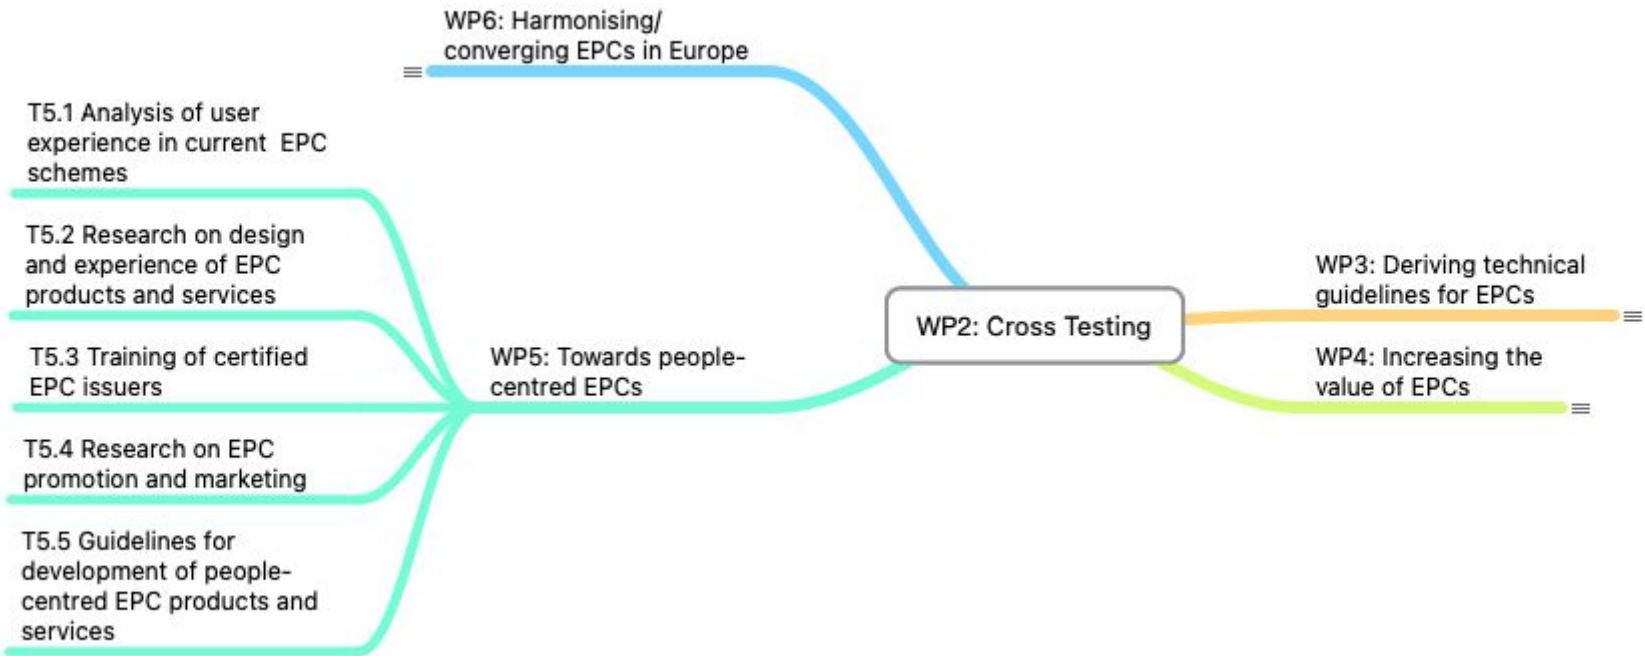 WP6: Harmonising/
converging EPCs in Europe
T5.1 Analysis of user
experience in current  EPC
schemes
T5.2 Research on design
and experience of EPC
products and services
T5.3 Training of certified
EPC issuers
T5.4 Research on EPC
promotion and marketing
T5.5 Guidelines for
development of people-
centred EPC products and
services
WP5: Towards people-
centred EPCs
WP2: Cross Testing
WP3: Deriving technical
guidelines for EPCs
WP4: Increasing the
value of EPCs